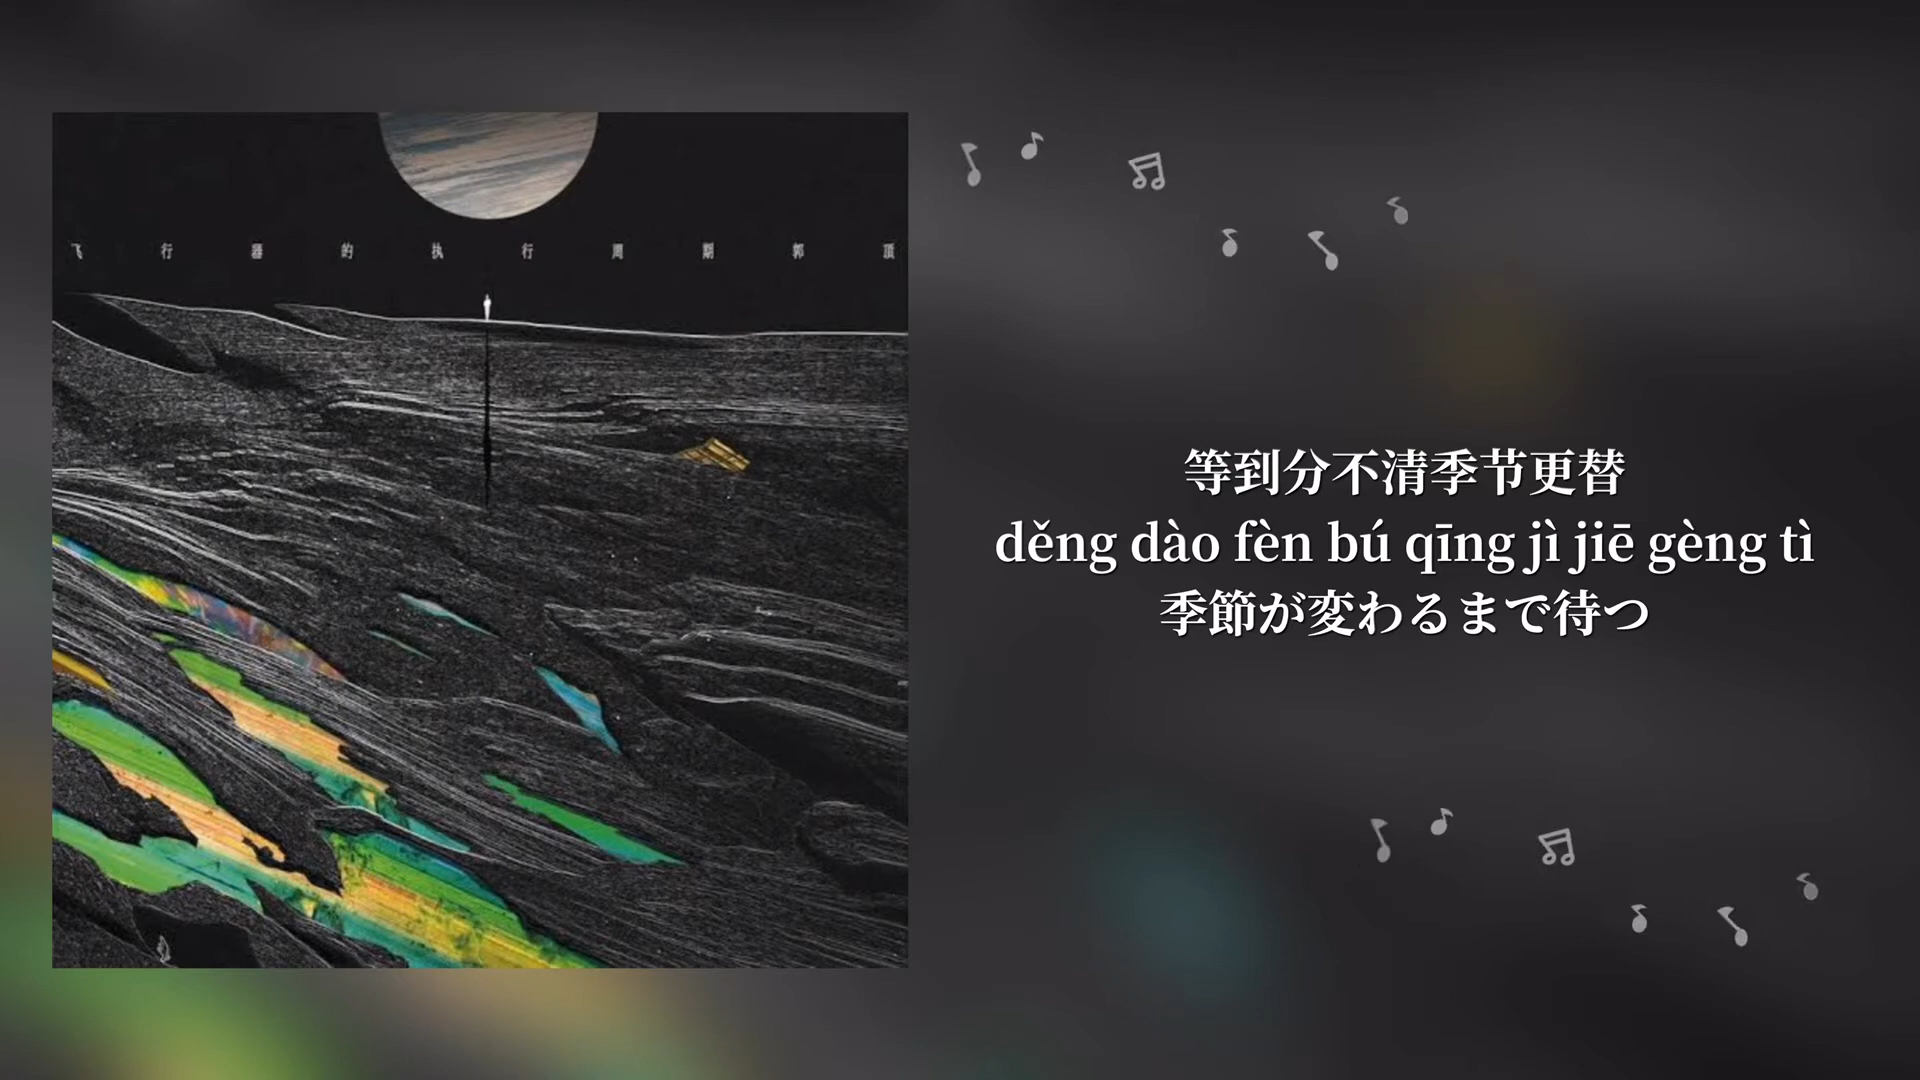 飞行器的执行周期郭顶
等到分不清季节更替
děng dào fèn bú qīng jì jiē gèng tì
季節が変わるまで待つ